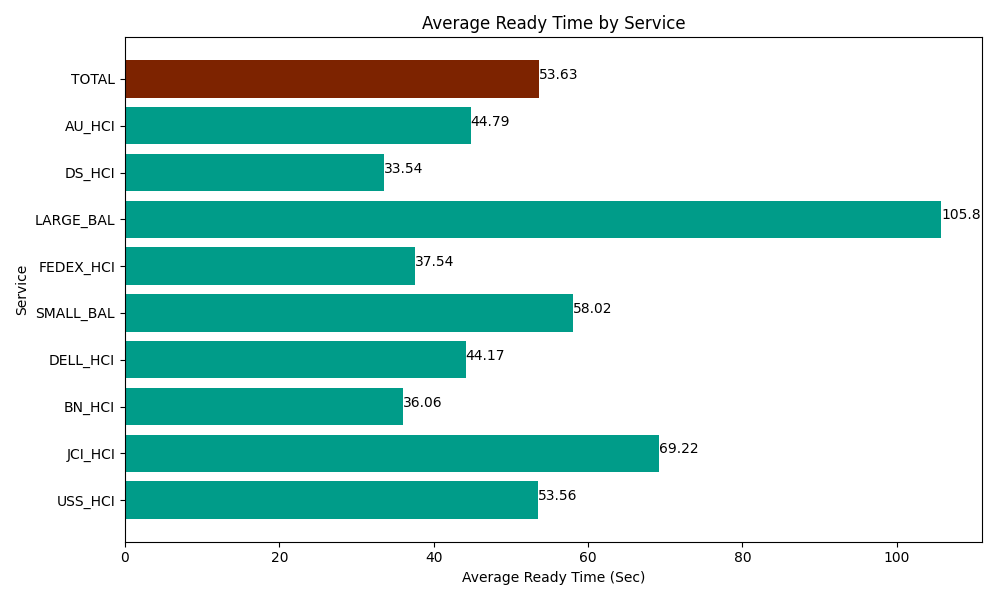 Average Ready Time by Service
TOTAL 53.63
AU_HCI 44.79
DS_HCI 33.54
LARGE_BAL 105.8
FEDEX_HCI 37.54
SMALL_BAL 58.02
DELL_HCI 44.17
BN_HCI 36.06
JCI_HCI 69.22
USS_HCI 53.56
Service
0 20 40 60 80 100
Average Ready Time (Sec)